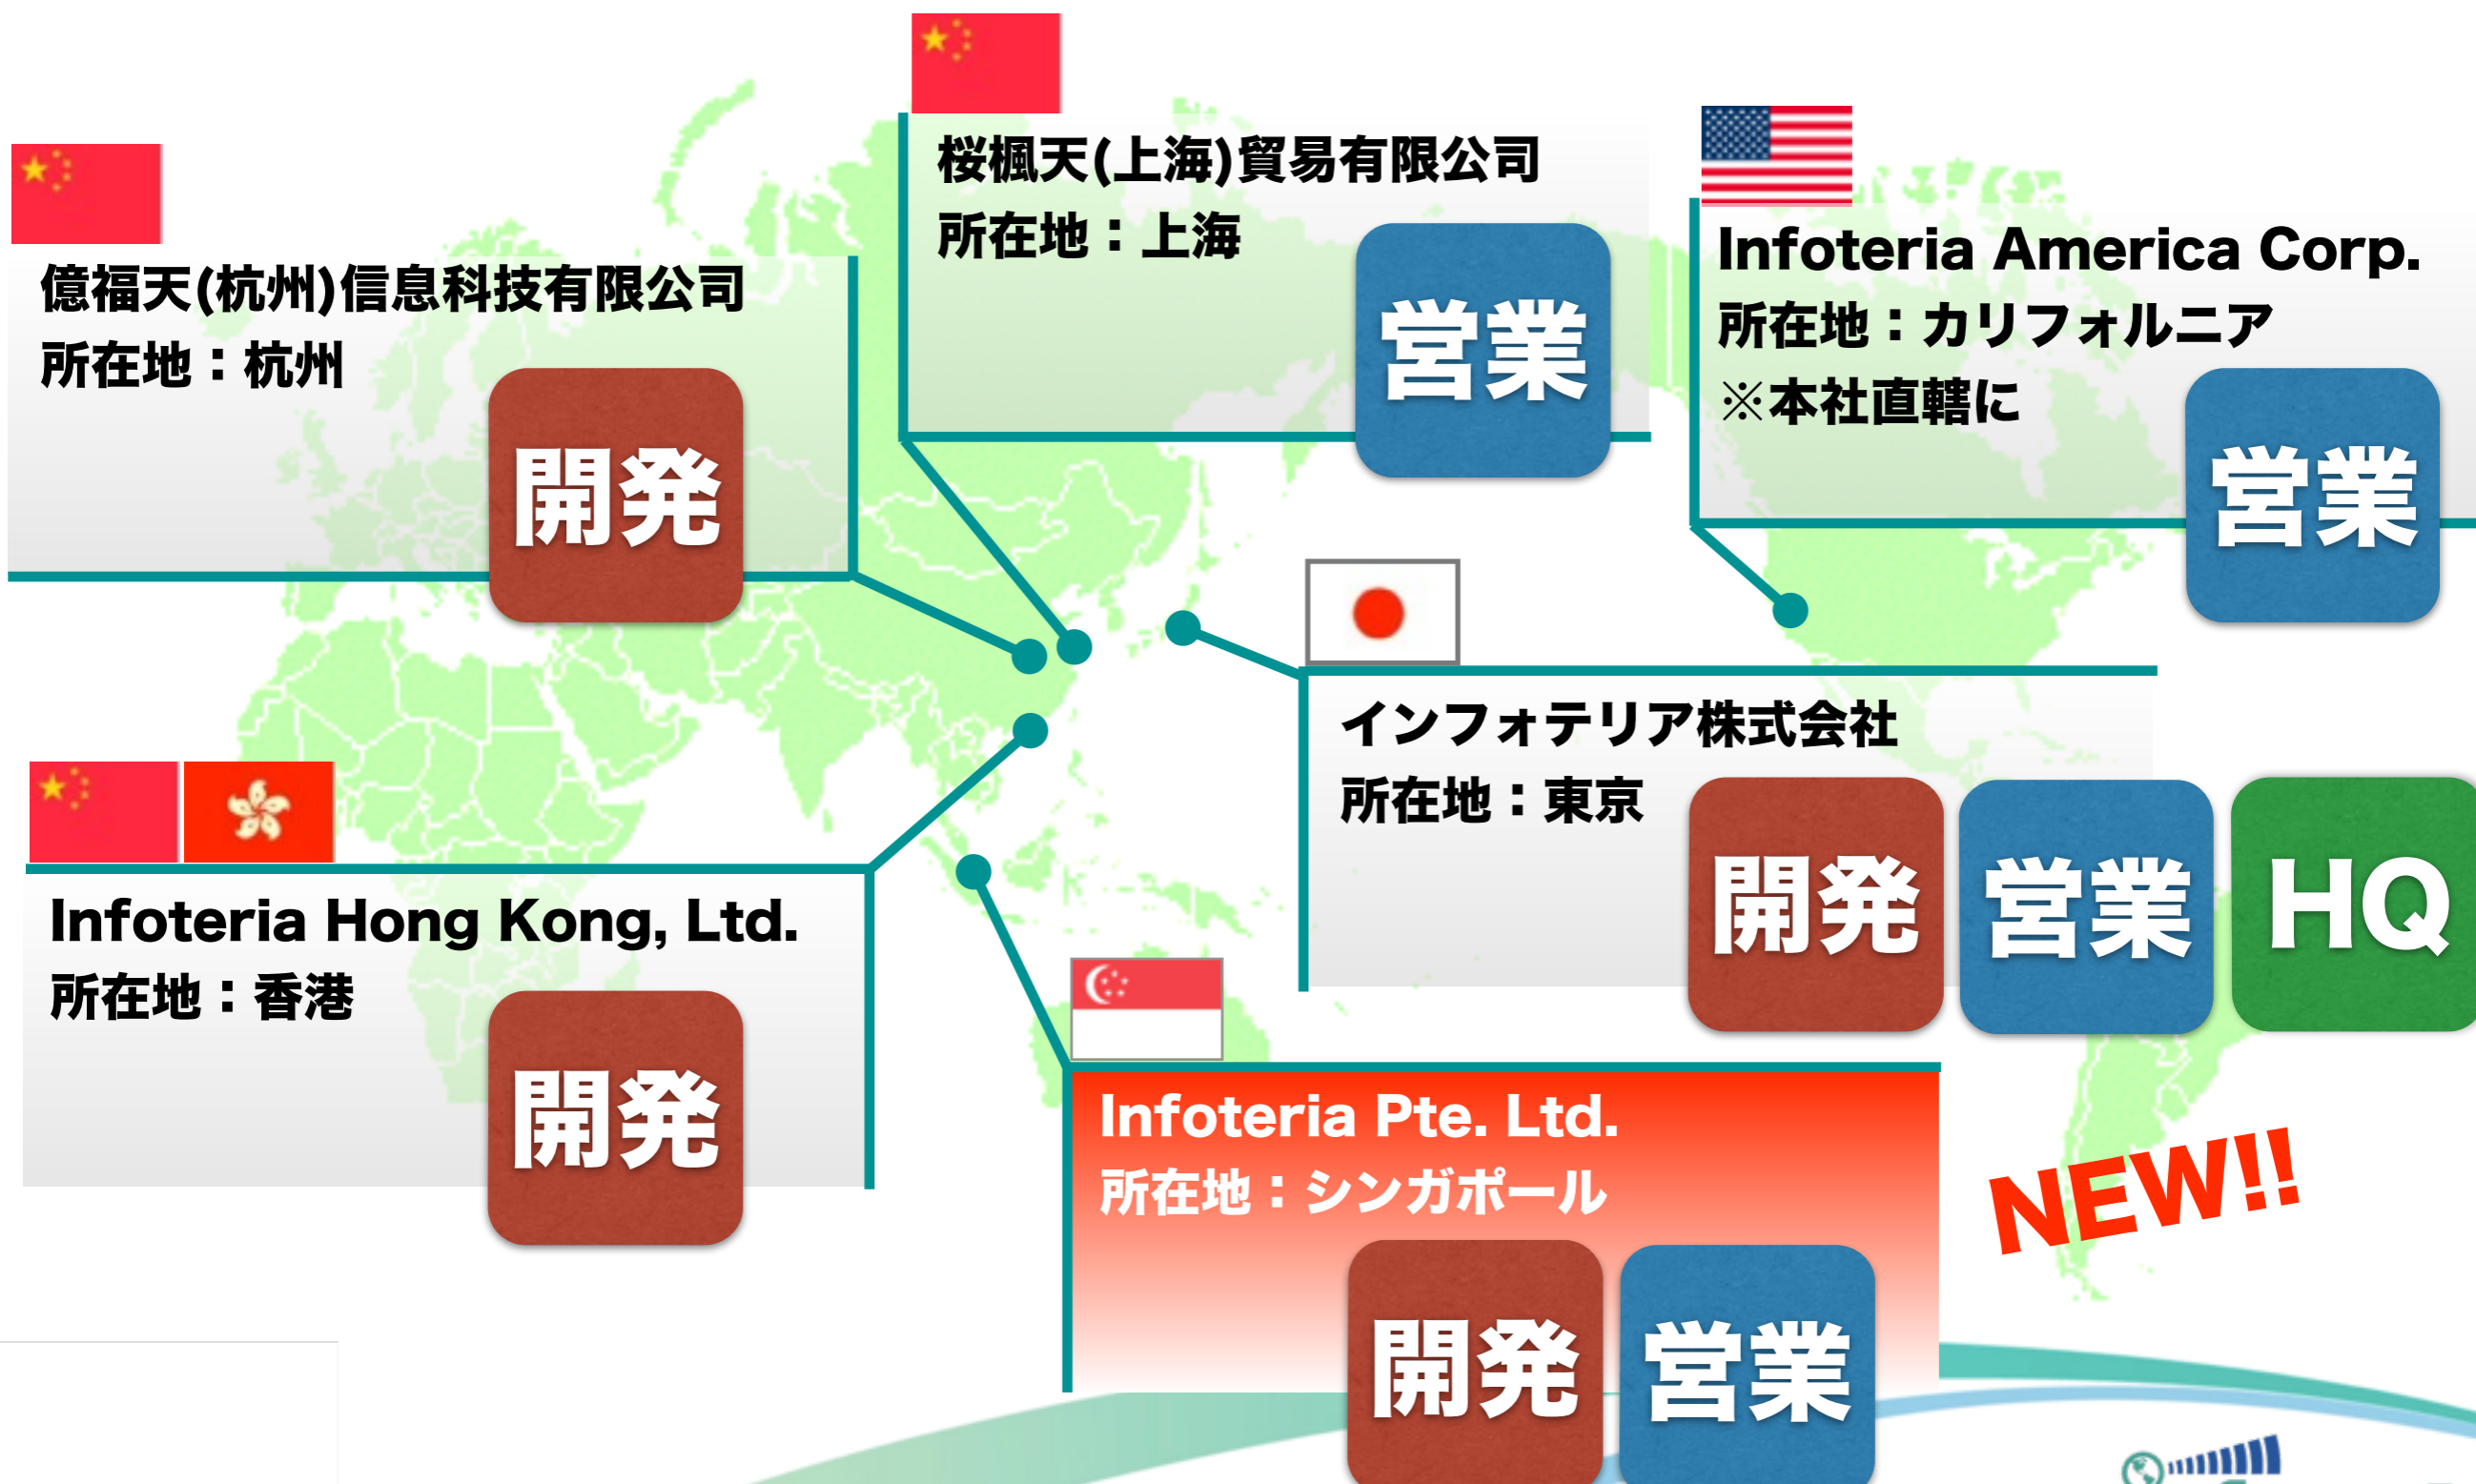 桜楓天(上海)貿易有限公司
所在地：上海
営業
Infoteria America Corp.
所在地：カリフォルニア
※本社直轄に
営業
億福天(杭州)信息科技有限公司
所在地：杭州
開発
インフォテリア株式会社
所在地：東京
開発 営業 HQ
Infoteria Hong Kong, Ltd.
所在地：香港
開発
Infoteria Pte. Ltd.
所在地：シンガポール
開発 営業
NEW!!